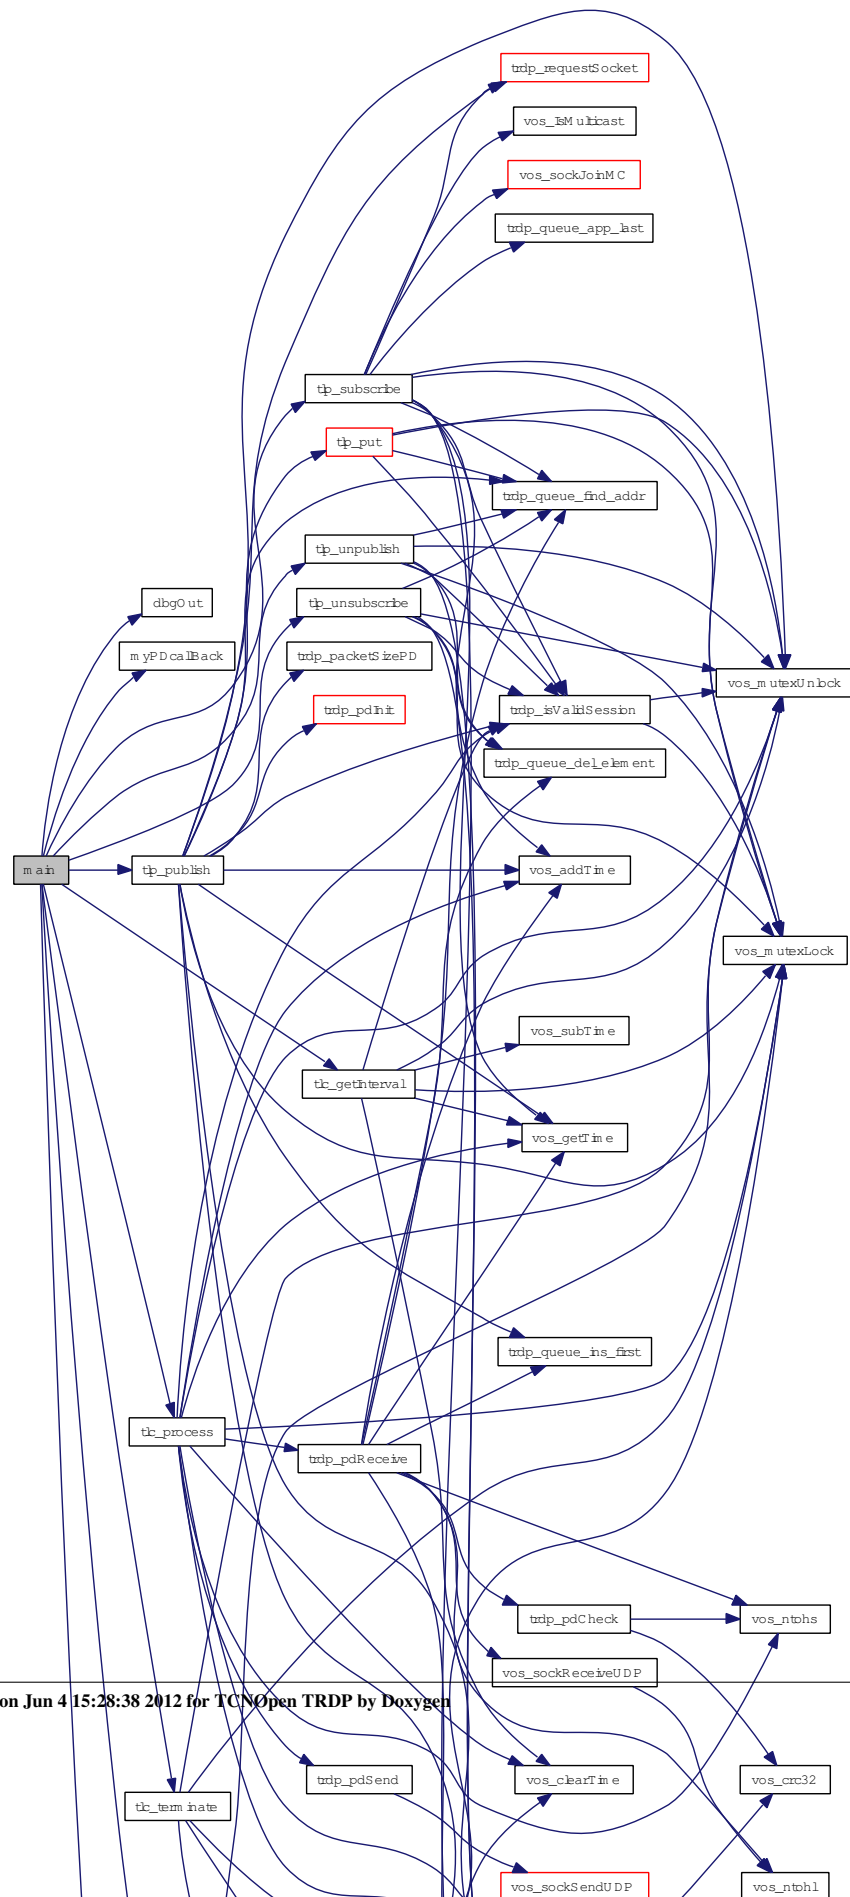 trdp_requestSocket
vos_IsMulticast
vos_sockJoinMC
trdp_queue_app_last
tlp_subscribe
tlp_put
trdp_queue_find_addr
tlp_unpublish
dbgOut
tlp_unsubscribe
myPDcallBack
trdp_packetSizePD
vos_mutexUnlock
trdp_pdInit
trdp_isValidSession
trdp_queue_del_element
main
tlp_publish
vos_addTime
vos_mutexLock
vos_subTime
tlc_getInterval
vos_getTime
trdp_queue_ins_first
tlc_process
trdp_pdReceive
trdp_pdCheck
vos_ntohs
vos_sockReceiveUDP
on Jun 4 15:28:38 2012 for TCNOpen TRDP by Doxygen
trdp_pdSend
vos_clearTime
vos_crc32
tlc_terminate
vos_sockSendUDP
vos_ntohl